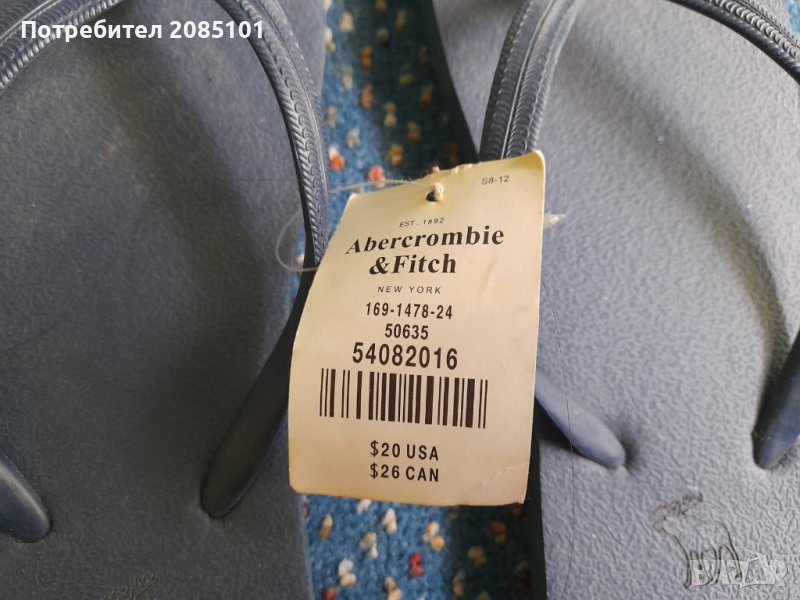 Потребител 2085101
S8-12
EST. 1892
Abercrombie
& Fitch
NEW YORK
169-1478-24
50635
54082016
$20 USA
$26 CAN
BAZAR